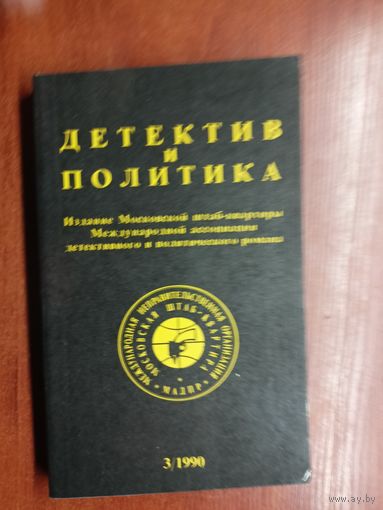 ДЕТЕКТИВ
И
ПОЛИТИКА
Издание Московской штаб-квартиры
Международной ассоциации
детективного и политического романа
МЕЖДУНАРОДНАЯ НЕПРАВИТЕЛЬСТВЕННАЯ ОРГАНИЗАЦИЯ
МОСКОВСКАЯ ШТАБ-КВАРТИРА
МАДПР
3/1990
ay.by